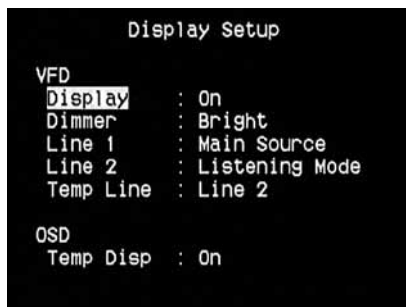 Display Setup
VFD
Display : On
Dimmer : Bright
Line 1 : Main Source
Line 2 : Listening Mode
Temp Line : Line 2
OSD
Temp Disp : On